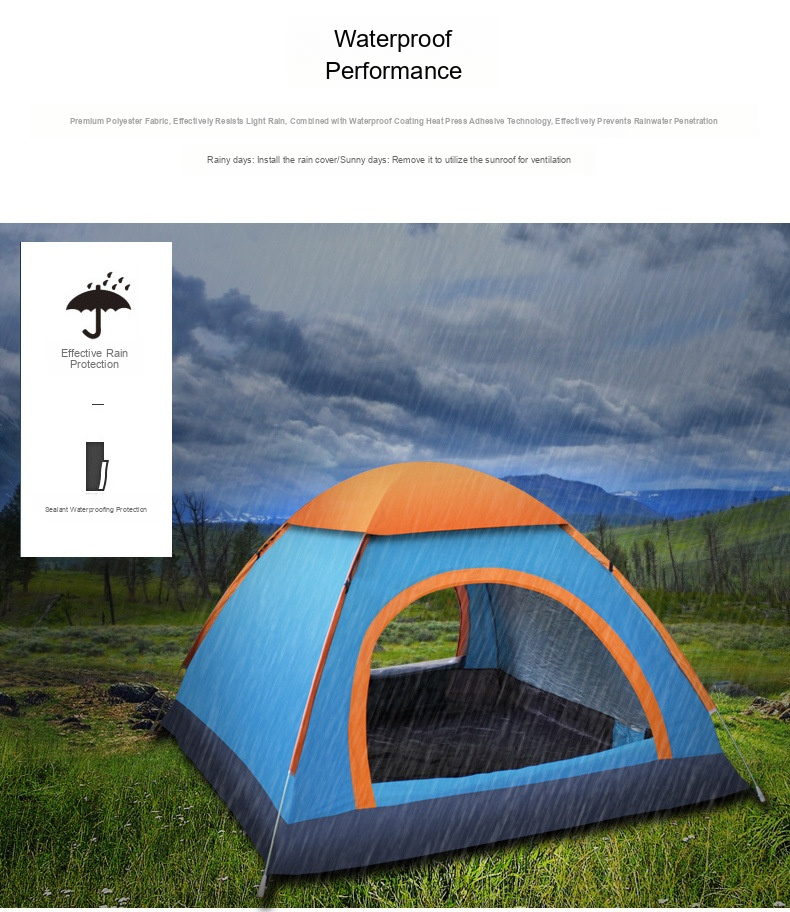 Waterproof
Performance
Premium Polyester Fabric, Effectively Resists Light Rain, Combined with Waterproof Coating Heat Press Adhesive Technology, Effectively Prevents Rainwater Penetration
Rainy days: Install the rain cover/Sunny days: Remove it to utilize the sunroof for ventilation
Effective Rain
Protection
—
Sealant Waterproofing Protection